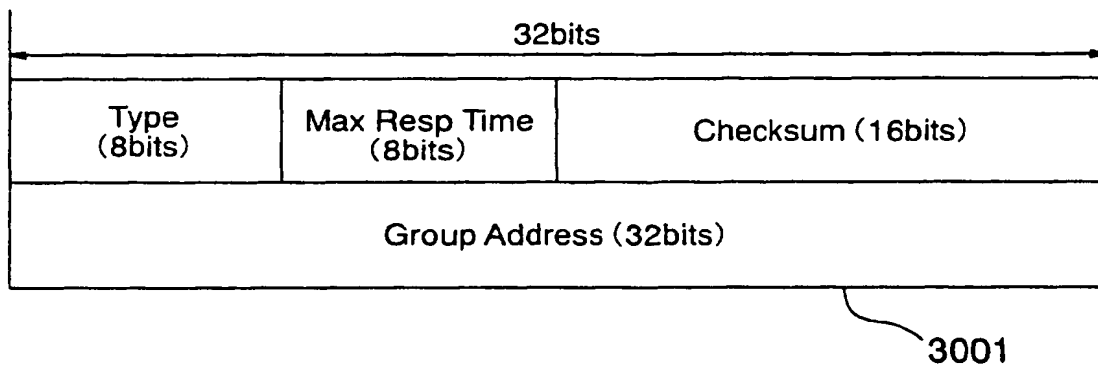 32bits
Type
(8bits)
Max Resp Time
(8bits)
Checksum (16bits)
Group Address (32bits)
3001